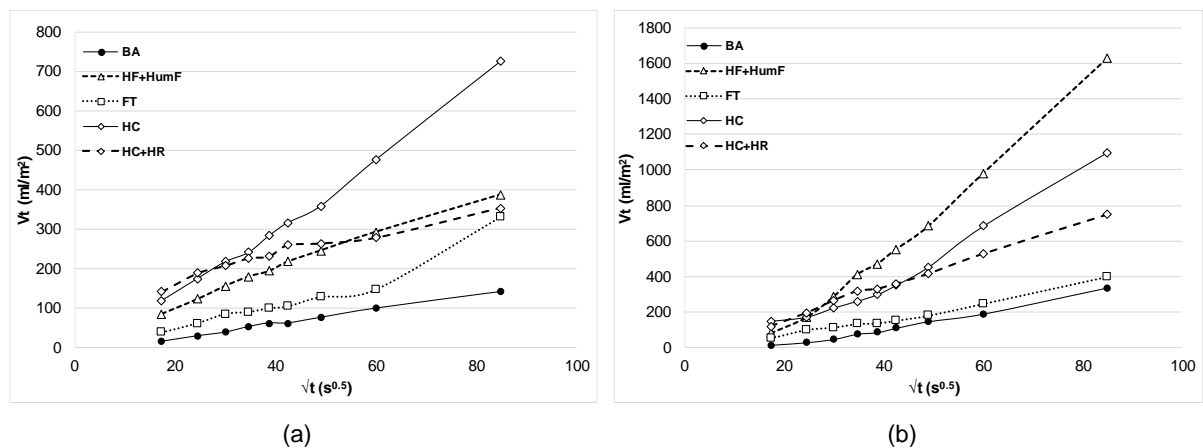 800
700
600
500
400
300
200
100
0
Vt (ml/m²)
BA
HF+HumF
FT
HC
HC+HR
0 20 40 60 80 100
√t (s⁰·⁵)
(a)
1800
1600
1400
1200
1000
800
600
400
200
0
Vt (ml/m²)
BA
HF+HumF
FT
HC
HC+HR
0 20 40 60 80 100
√t (s⁰·⁵)
(b)